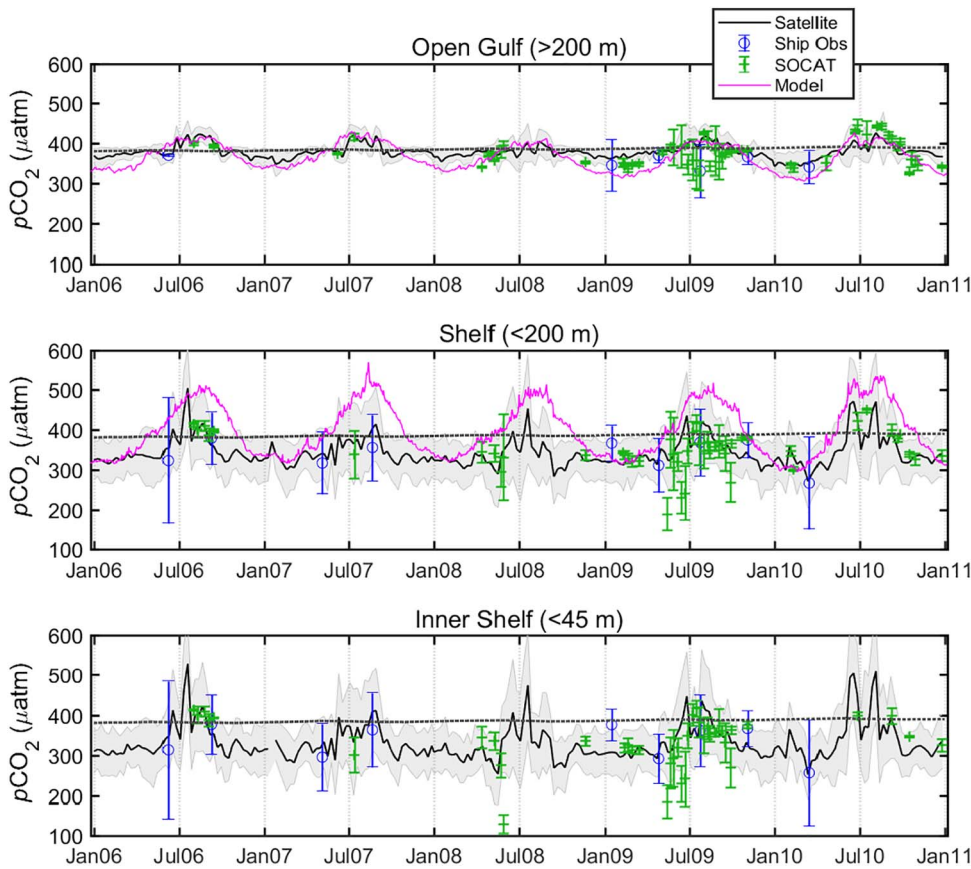 Satellite
Ship Obs
SOCAT
Model
Open Gulf (>200 m)
600
500
400
300
200
100
pCO2 (µatm)
Jan06 Jul06 Jan07 Jul07 Jan08 Jul08 Jan09 Jul09 Jan10 Jul10 Jan11
Shelf (<200 m)
600
500
400
300
200
100
pCO2 (µatm)
Jan06 Jul06 Jan07 Jul07 Jan08 Jul08 Jan09 Jul09 Jan10 Jul10 Jan11
Inner Shelf (<45 m)
600
500
400
300
200
100
pCO2 (µatm)
Jan06 Jul06 Jan07 Jul07 Jan08 Jul08 Jan09 Jul09 Jan10 Jul10 Jan11